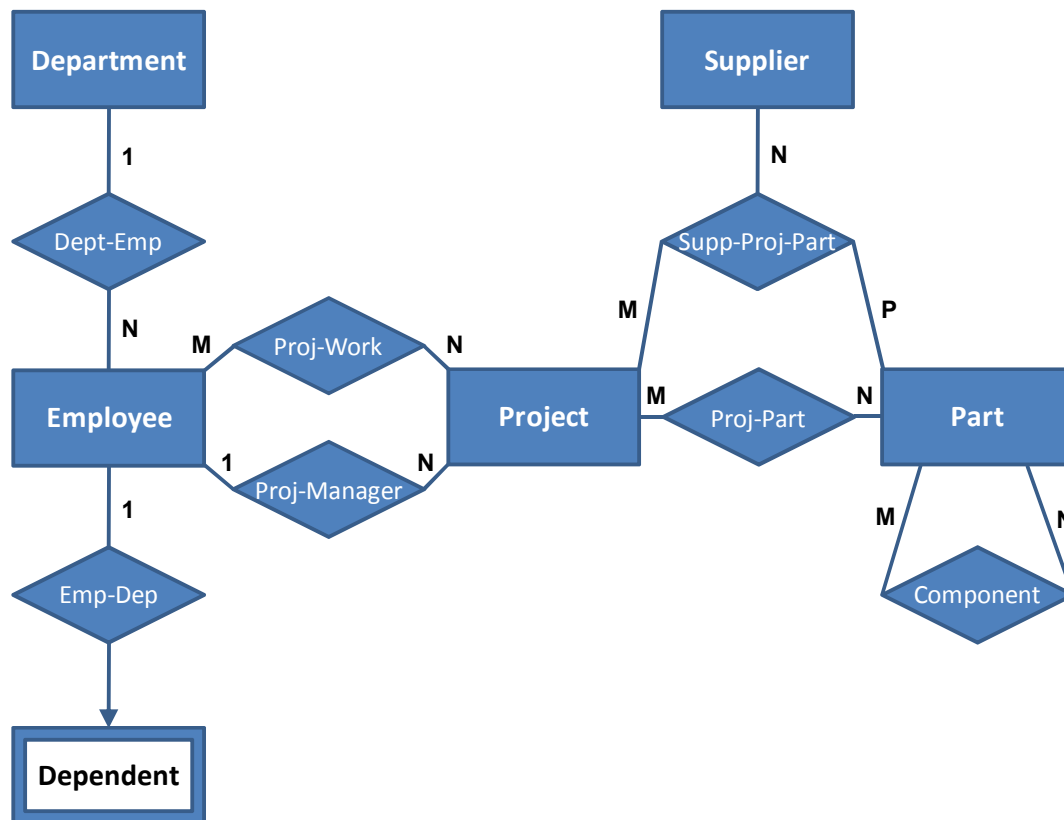 Department
Supplier
1
N
Dept-Emp
Supp-Proj-Part
N
M
N
M
P
Proj-Work
Employee
Project
M
Proj-Part
N
Part
1
N
Proj-Manager
1
M
N
Emp-Dep
Component
Dependent